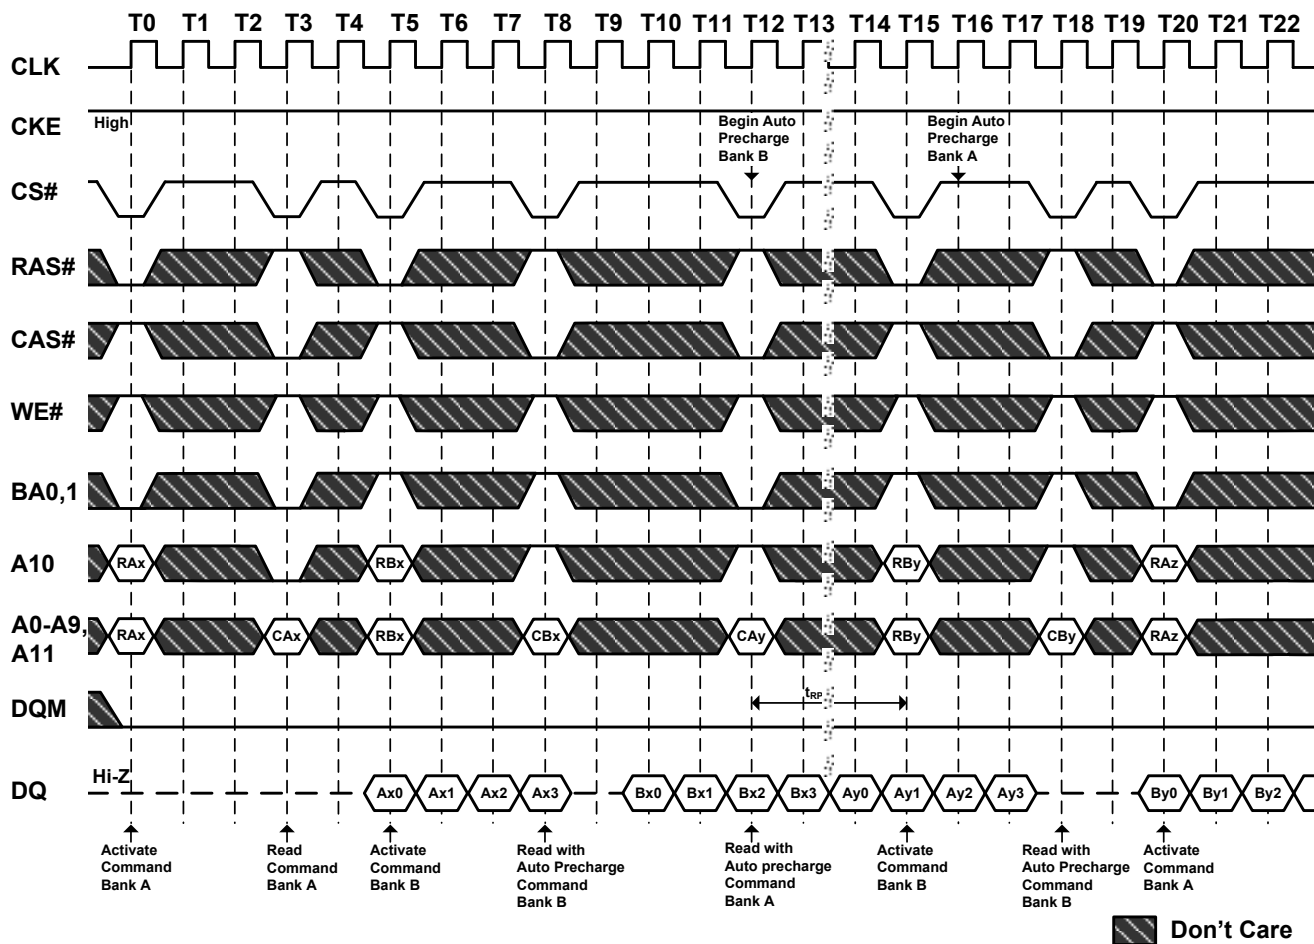 T0 T1 T2 T3 T4 T5 T6 T7 T8 T9 T10 T11 T12 T13 T14 T15 T16 T17 T18 T19 T20 T21 T22
CLK
CKE
High
Begin Auto
Precharge
Bank B
Begin Auto
Precharge
Bank A
CS#
RAS#
CAS#
WE#
BA0,1
A10
RAx RBx RBy RAz
A0-A9,
A11
RAx CAx RBx CBx CAy RBy CBy RAz
DQM
tRP
DQ
Hi-Z
Ax0 Ax1 Ax2 Ax3 Bx0 Bx1 Bx2 Bx3 Ay0 Ay1 Ay2 Ay3 By0 By1 By2
Activate
Command
Bank A
Read
Command
Bank A
Activate
Command
Bank B
Read with
Auto Precharge
Command
Bank B
Read with
Auto precharge
Command
Bank A
Activate
Command
Bank B
Read with
Auto Precharge
Command
Bank B
Activate
Command
Bank A
Don't Care